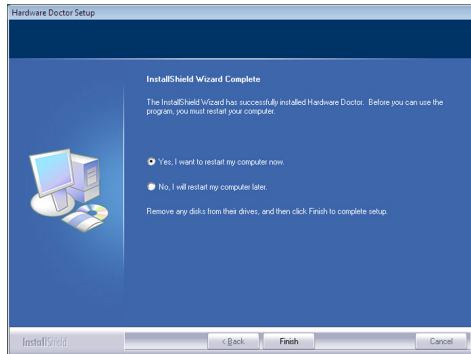 Hardware Doctor Setup
InstallShield Wizard Complete
The InstallShield Wizard has successfully installed Hardware Doctor. Before you can use the
program, you must restart your computer.
Yes, I want to restart my computer now.
No, I will restart my computer later.
Remove any disks from their drives, and then click Finish to complete setup.
InstallShield
< Back
Finish
Cancel